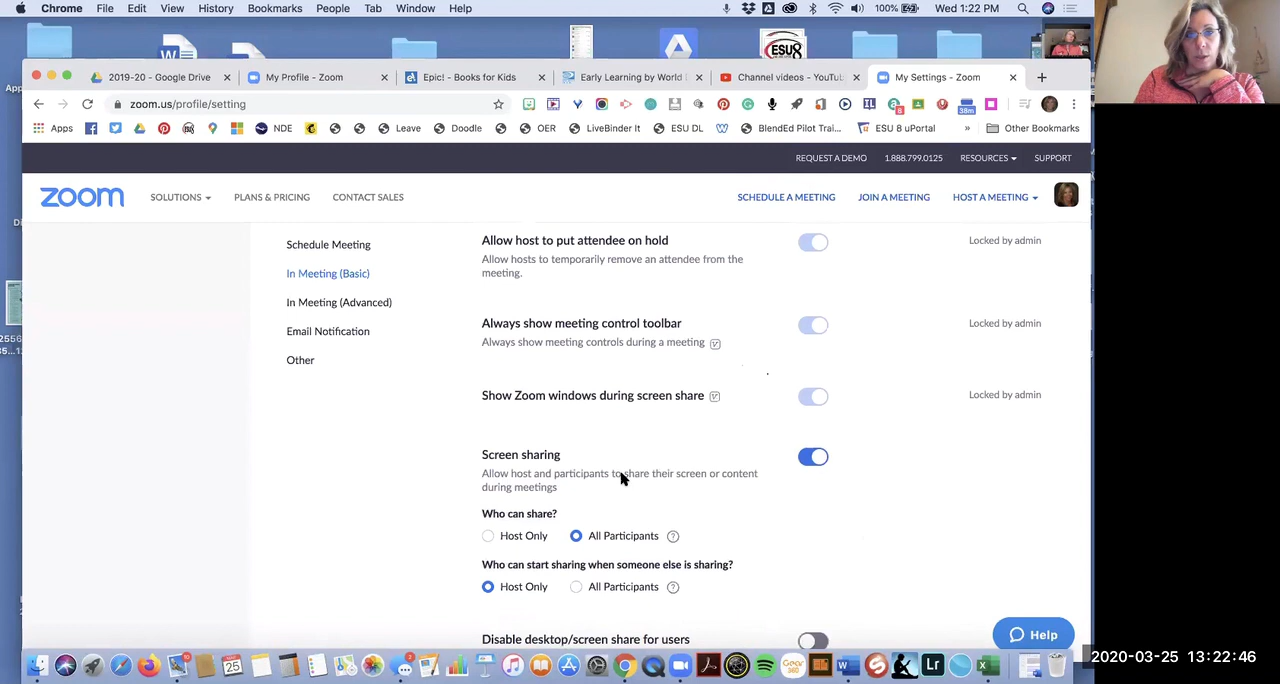 Chrome File Edit View History Bookmarks People Tab Window Help 100% Wed 1:22 PM
ESU8
2019-20 - Google Drive My Profile - Zoom Epic! - Books for Kids Early Learning by World Channel videos - YouTu My Settings - Zoom
zoom.us/profile/setting
Apps NDE Leave Doodle OER LiveBinder It ESU DL BlendEd Pilot Trai... ESU 8 uPortal » Other Bookmarks
REQUEST A DEMO 1.888.799.0125 RESOURCES SUPPORT
zoom SOLUTIONS PLANS & PRICING CONTACT SALES SCHEDULE A MEETING JOIN A MEETING HOST A MEETING
Schedule Meeting
In Meeting (Basic)
In Meeting (Advanced)
Email Notification
Other
Allow host to put attendee on hold Locked by admin
Allow hosts to temporarily remove an attendee from the
meeting.
Always show meeting control toolbar Locked by admin
Always show meeting controls during a meeting
Show Zoom windows during screen share Locked by admin
Screen sharing
Allow host and participants to share their screen or content
during meetings
Who can share?
Host Only All Participants
Who can start sharing when someone else is sharing?
Host Only All Participants
Disable desktop/screen share for users
Help
2020-03-25 13:22:46